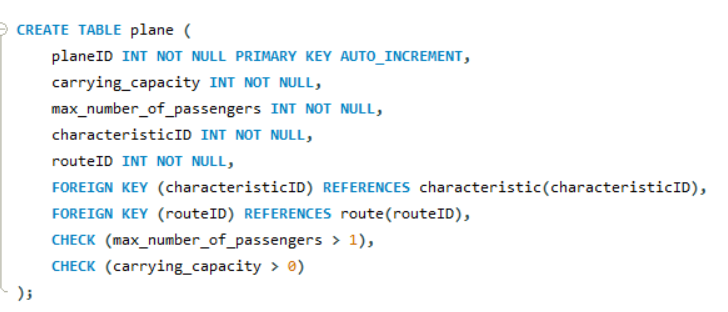 CREATE TABLE plane (
planeID INT NOT NULL PRIMARY KEY AUTO_INCREMENT,
carrying_capacity INT NOT NULL,
max_number_of_passengers INT NOT NULL,
characteristicID INT NOT NULL,
routeID INT NOT NULL,
FOREIGN KEY (characteristicID) REFERENCES characteristic(characteristicID),
FOREIGN KEY (routeID) REFERENCES route(routeID),
CHECK (max_number_of_passengers > 1),
CHECK (carrying_capacity > 0)
);